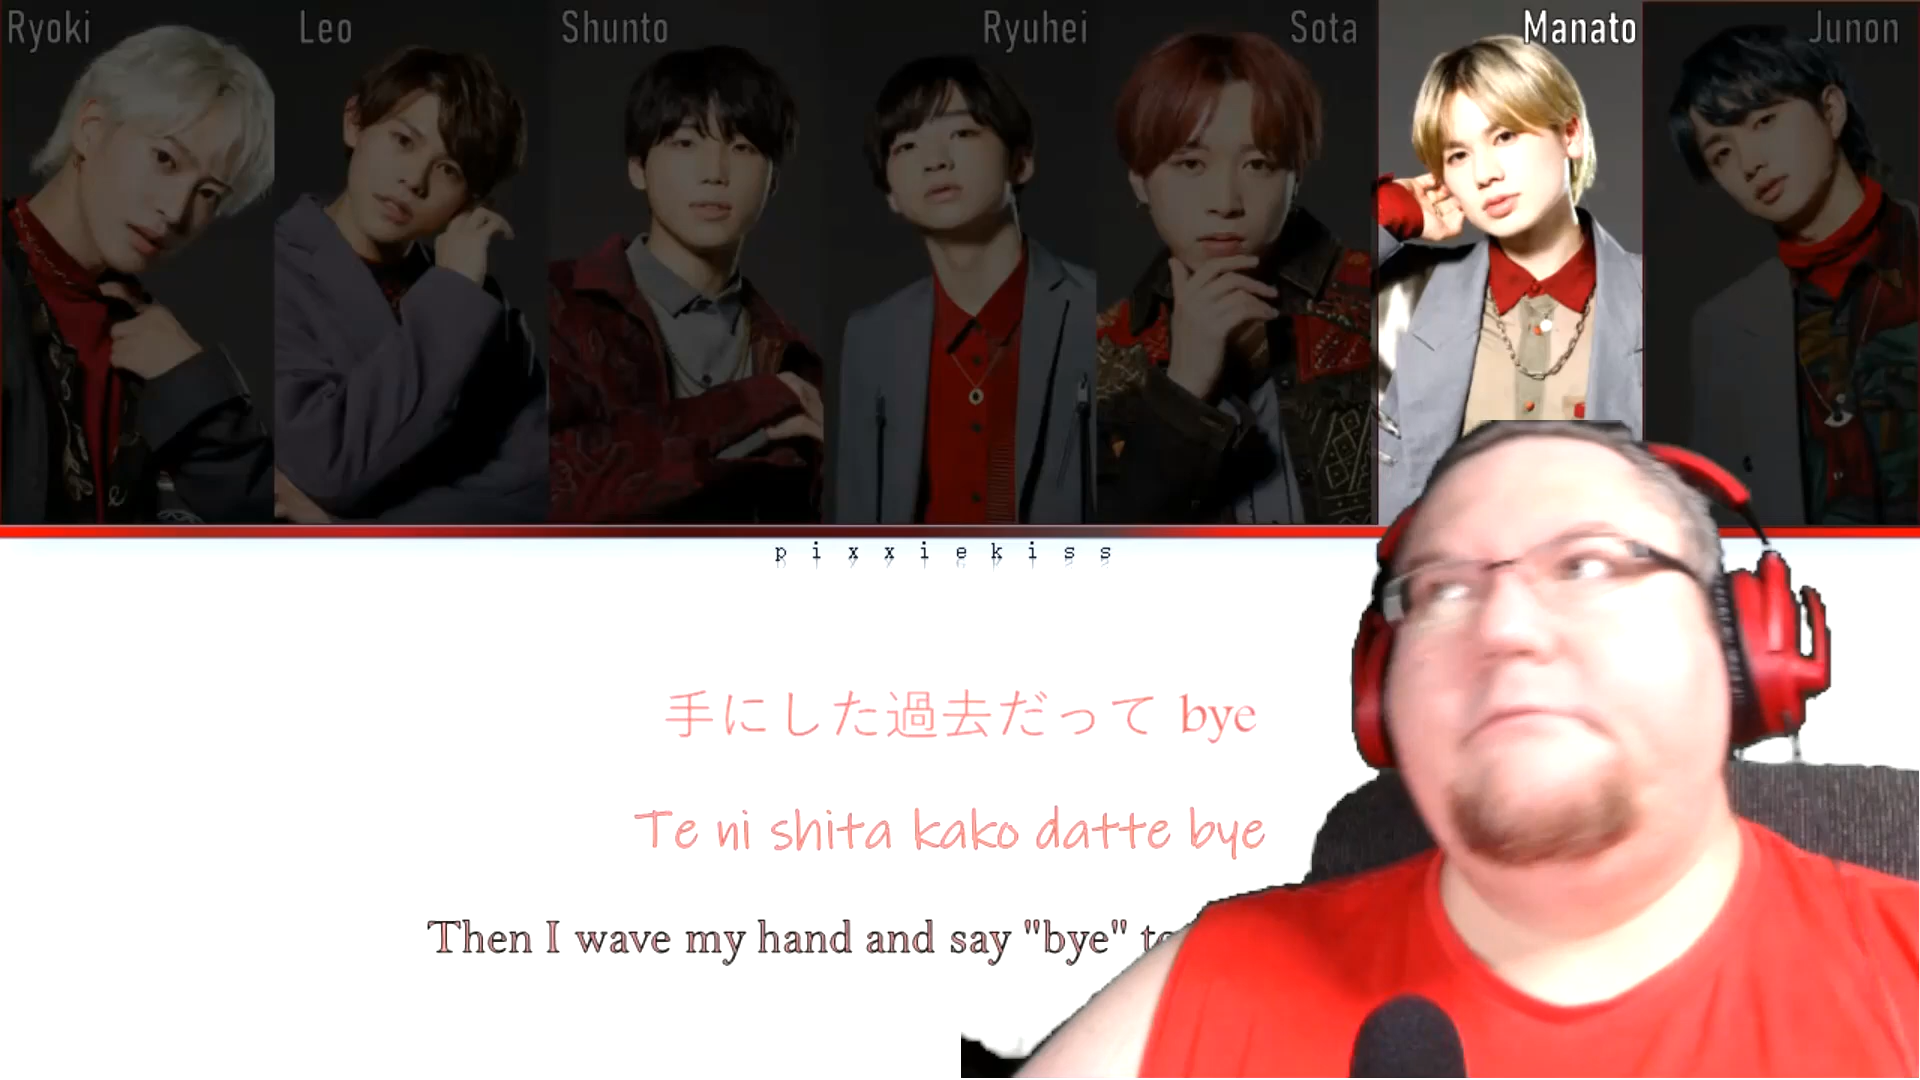 Ryoki Leo Shunto Ryuhei Sota Manato Junon
pixxiekiss
手にした過去だって bye
Te ni shita kako datte bye
Then I wave my hand and say "bye" to